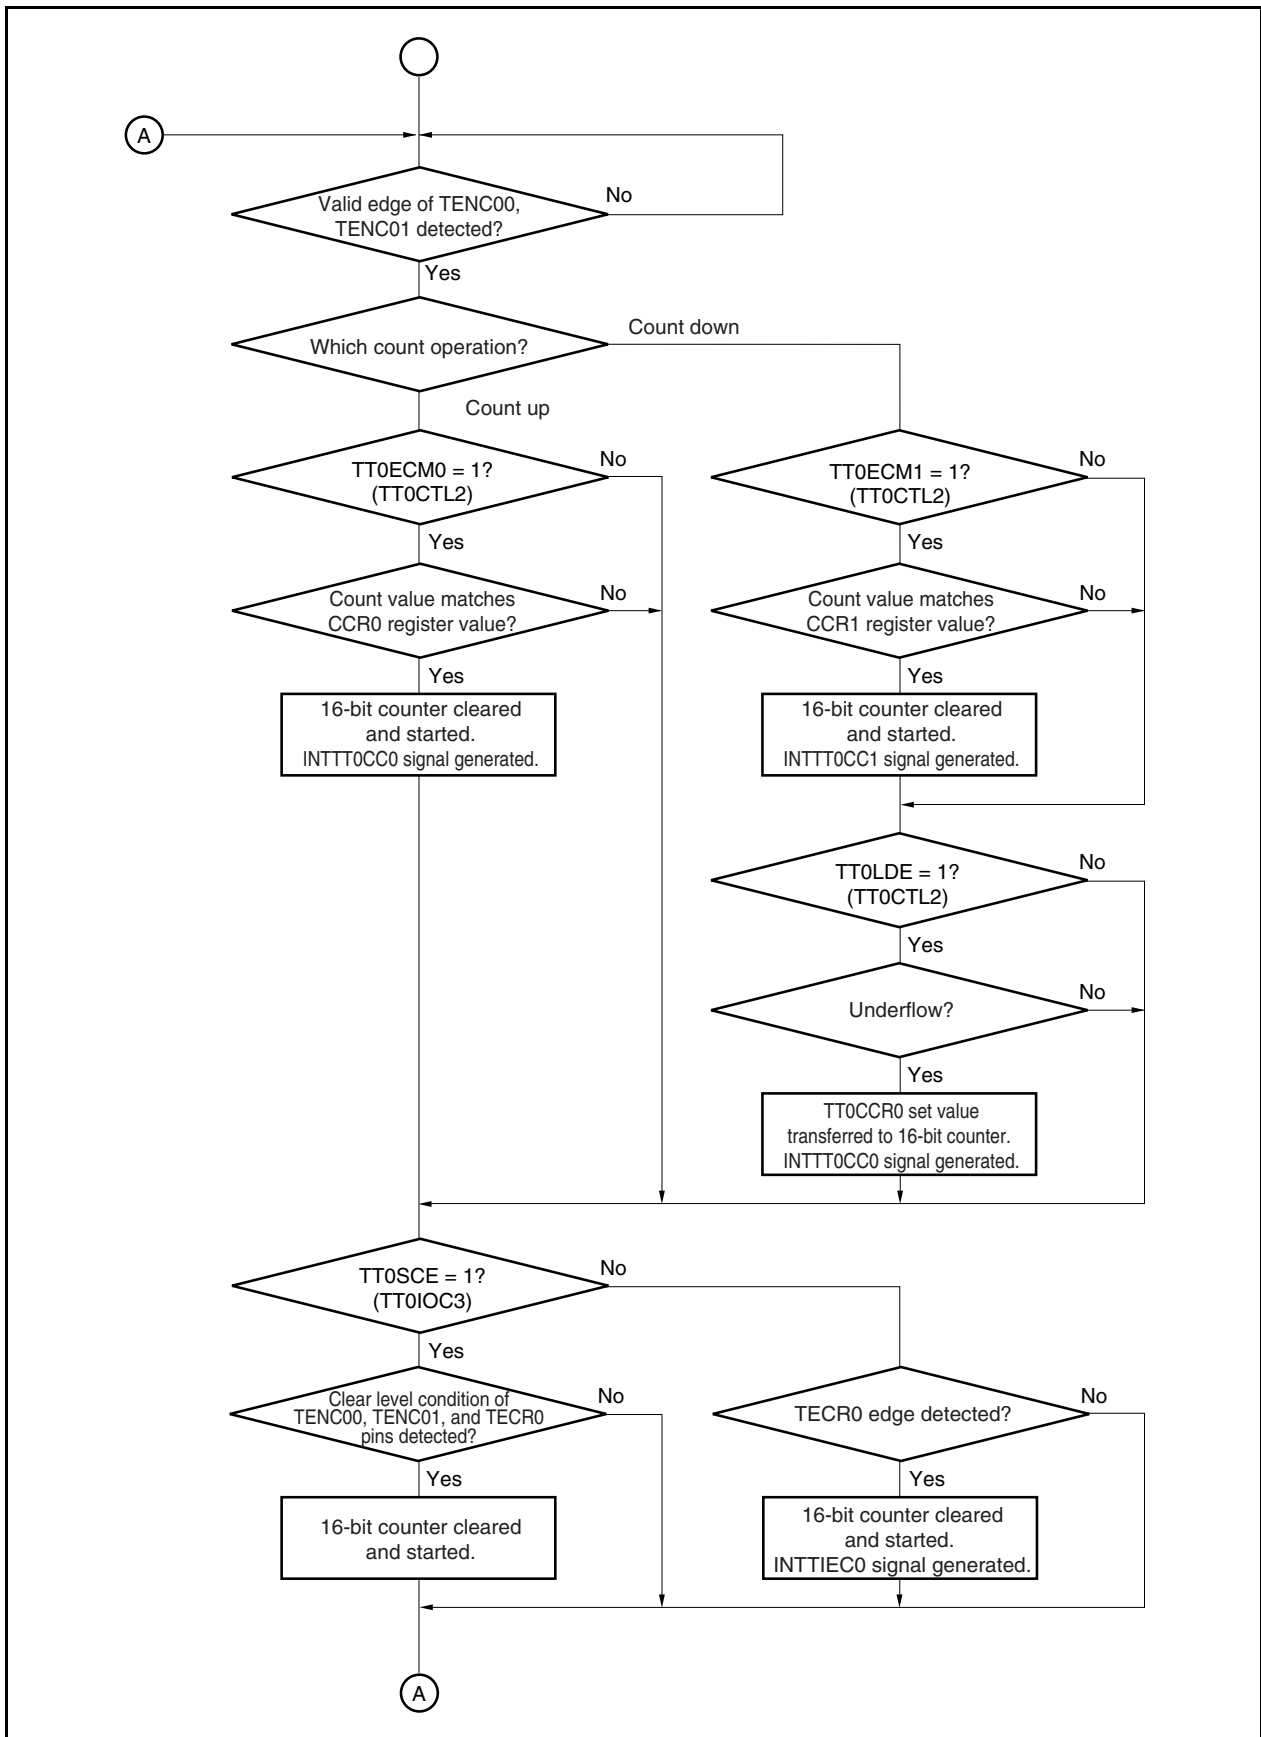 A
Valid edge of TENC00,
TENC01 detected?
No
Yes
Which count operation?
Count down
Count up
TT0ECM0 = 1?
(TT0CTL2)
No
TT0ECM1 = 1?
(TT0CTL2)
No
Yes
Yes
Count value matches
CCR0 register value?
No
Count value matches
CCR1 register value?
No
Yes
Yes
16-bit counter cleared
and started.
INTTT0CC0 signal generated.
16-bit counter cleared
and started.
INTTT0CC1 signal generated.
TT0LDE = 1?
(TT0CTL2)
No
Yes
Underflow?
No
Yes
TT0CCR0 set value
transferred to 16-bit counter.
INTTT0CC0 signal generated.
TT0SCE = 1?
(TT0IOC3)
No
Yes
Clear level condition of
TENC00, TENC01, and TECR0
pins detected?
No
TECR0 edge detected?
No
Yes
Yes
16-bit counter cleared
and started.
16-bit counter cleared
and started.
INTTIEC0 signal generated.
A